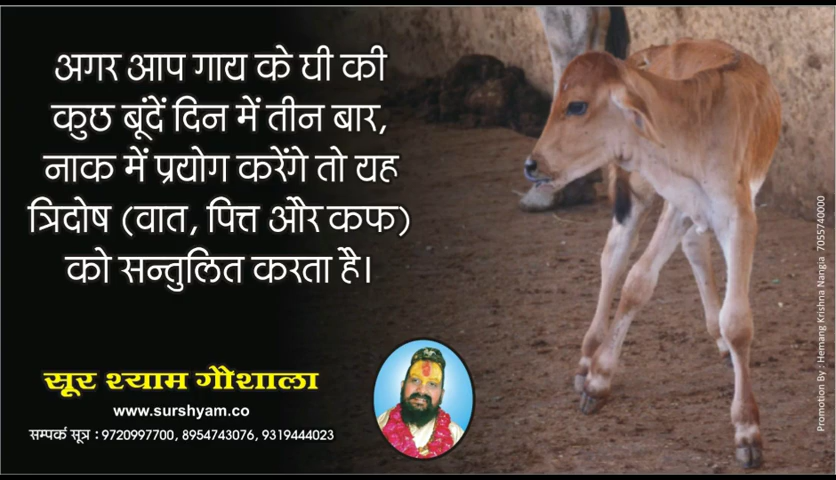 अगर आप गाय के घी की
कुछ बूंदें दिन में तीन बार,
नाक में प्रयोग करेंगे तो यह
त्रिदोष (वात, पित्त और कफ)
को सन्तुलित करता है।
सूर श्याम गौशाला
www.surshyam.co
सम्पर्क सूत्र : 9720997700, 8954743076, 9319444023
Promotion By : Hemang Krishna Nangia 7055740000